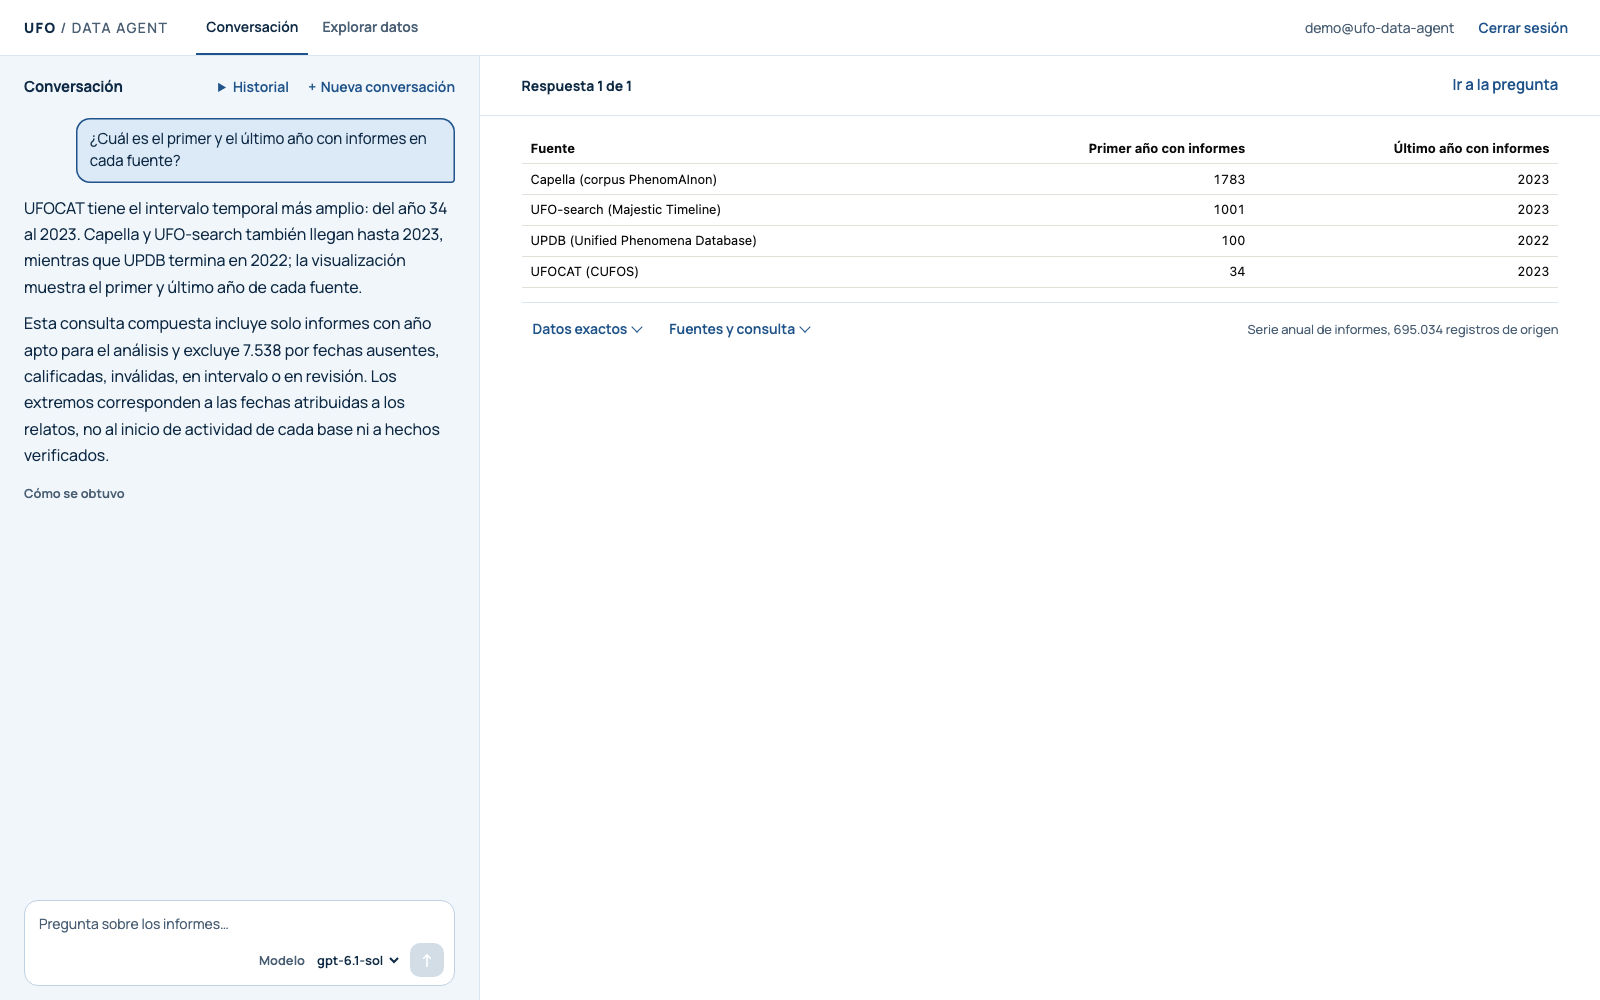 UFO / DATA AGENT
Conversación
Explorar datos
demo@ufo-data-agent
Cerrar sesión
Conversación
Historial
+ Nueva conversación
¿Cuál es el primer y el último año con informes en
cada fuente?
UFOCAT tiene el intervalo temporal más amplio: del año 34
al 2023. Capella y UFO-search también llegan hasta 2023,
mientras que UPDB termina en 2022; la visualización
muestra el primer y último año de cada fuente.
Esta consulta compuesta incluye solo informes con año
apto para el análisis y excluye 7.538 por fechas ausentes,
calificadas, inválidas, en intervalo o en revisión. Los
extremos corresponden a las fechas atribuidas a los
relatos, no al inicio de actividad de cada base ni a hechos
verificados.
Cómo se obtuvo
Pregunta sobre los informes…
Modelo gpt-6.1-sol
Respuesta 1 de 1
Ir a la pregunta
Fuente Primer año con informes Último año con informes
Capella (corpus PhenomAInon) 1783 2023
UFO-search (Majestic Timeline) 1001 2023
UPDB (Unified Phenomena Database) 100 2022
UFOCAT (CUFOS) 34 2023
Datos exactos
Fuentes y consulta
Serie anual de informes, 695.034 registros de origen